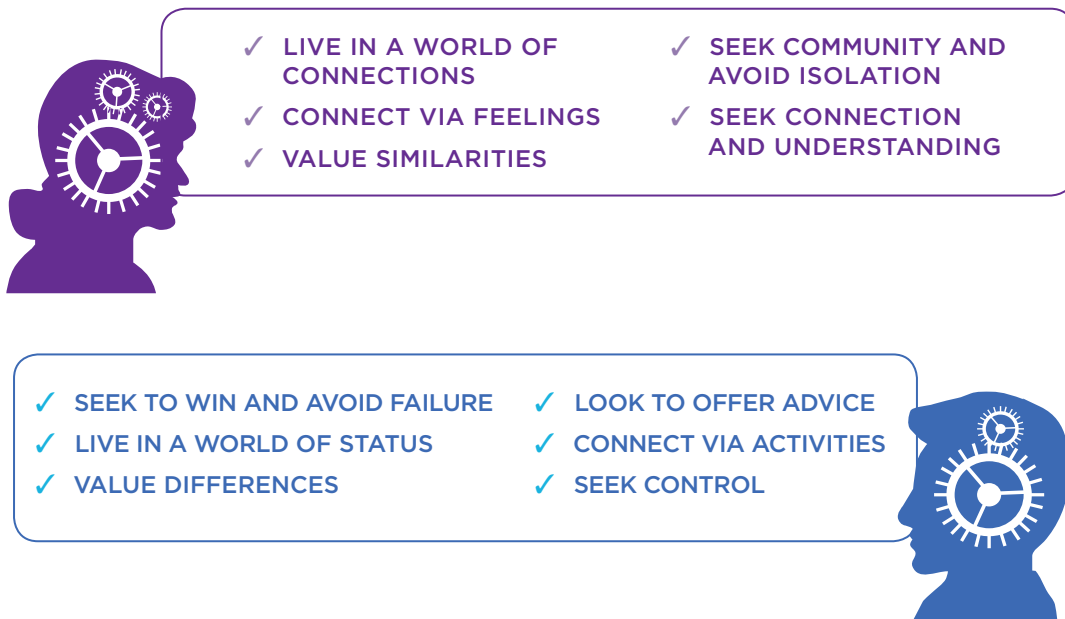 ✓ LIVE IN A WORLD OF
CONNECTIONS
✓ CONNECT VIA FEELINGS
✓ VALUE SIMILARITIES
✓ SEEK COMMUNITY AND
AVOID ISOLATION
✓ SEEK CONNECTION
AND UNDERSTANDING
✓ SEEK TO WIN AND AVOID FAILURE
✓ LIVE IN A WORLD OF STATUS
✓ VALUE DIFFERENCES
✓ LOOK TO OFFER ADVICE
✓ CONNECT VIA ACTIVITIES
✓ SEEK CONTROL